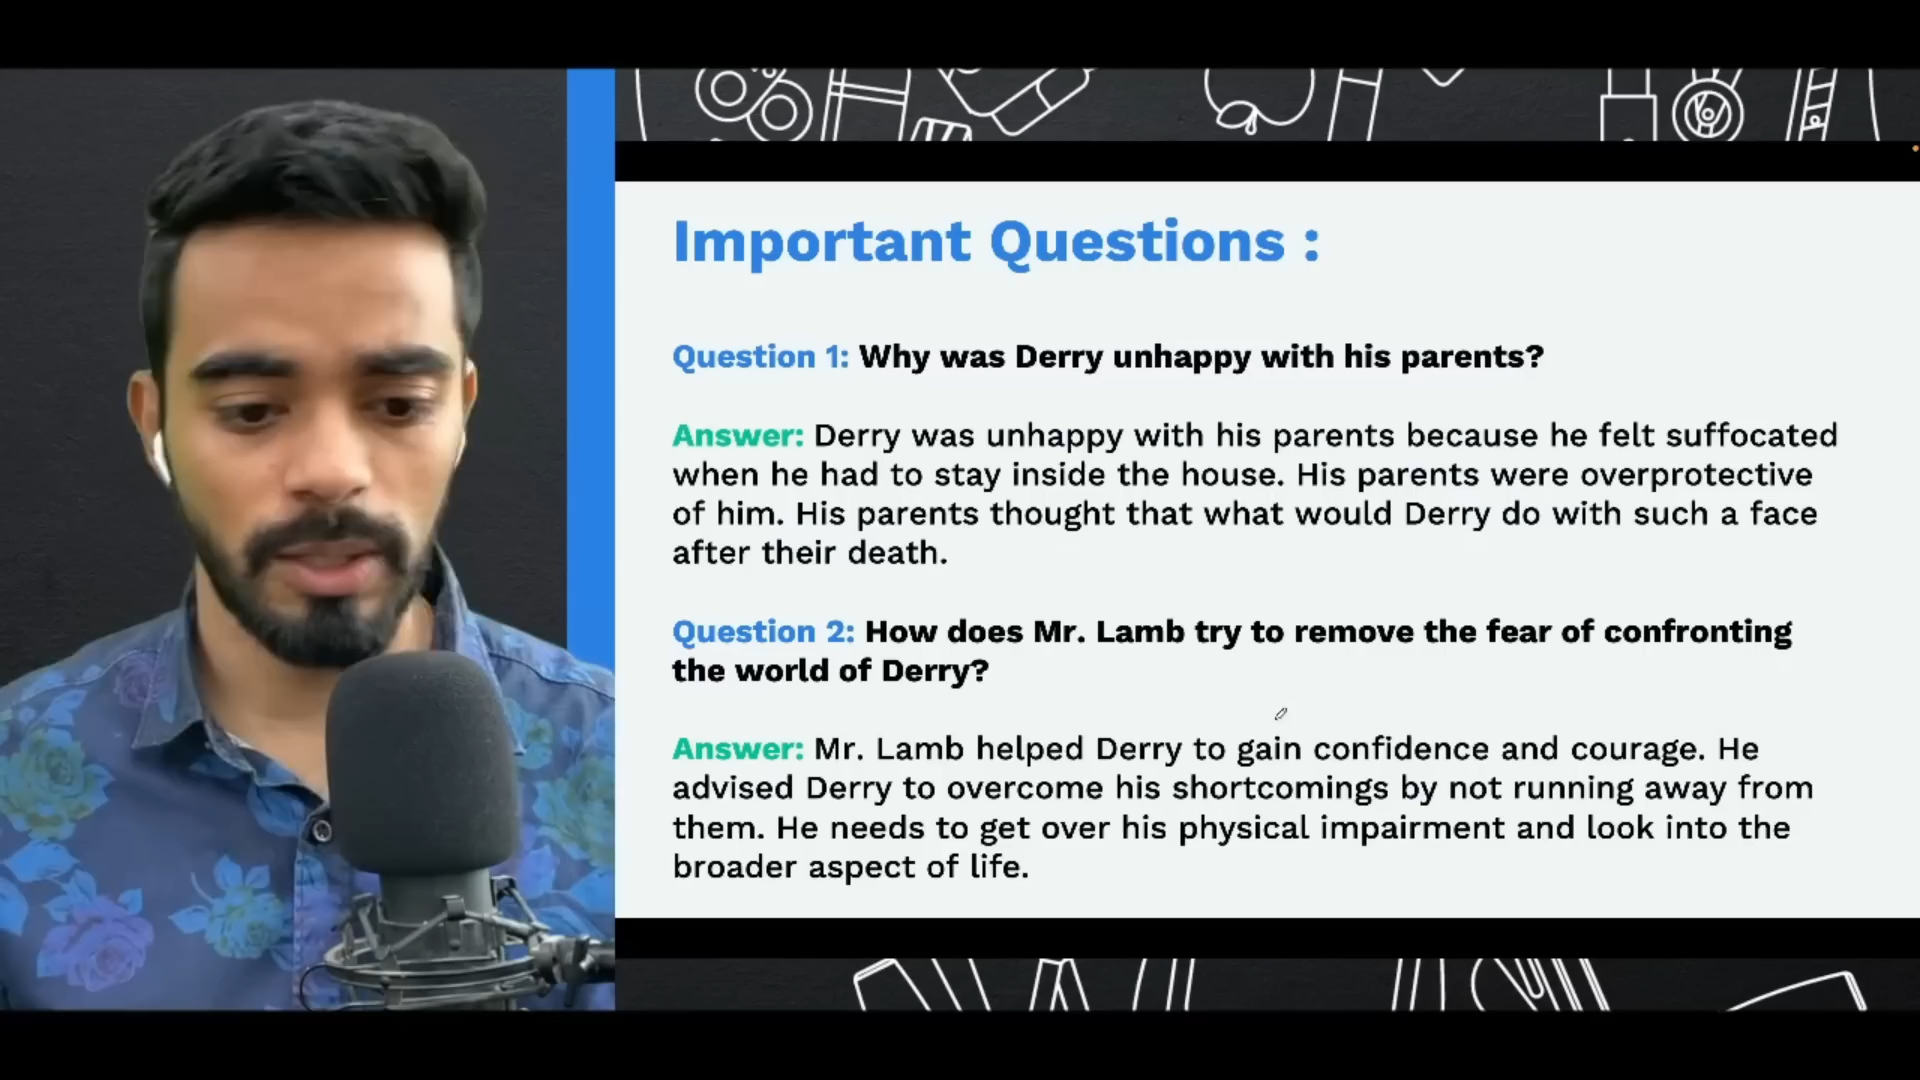 Important Questions :
Question 1: Why was Derry unhappy with his parents?
Answer: Derry was unhappy with his parents because he felt suffocated
when he had to stay inside the house. His parents were overprotective
of him. His parents thought that what would Derry do with such a face
after their death.
Question 2: How does Mr. Lamb try to remove the fear of confronting
the world of Derry?
Answer: Mr. Lamb helped Derry to gain confidence and courage. He
advised Derry to overcome his shortcomings by not running away from
them. He needs to get over his physical impairment and look into the
broader aspect of life.